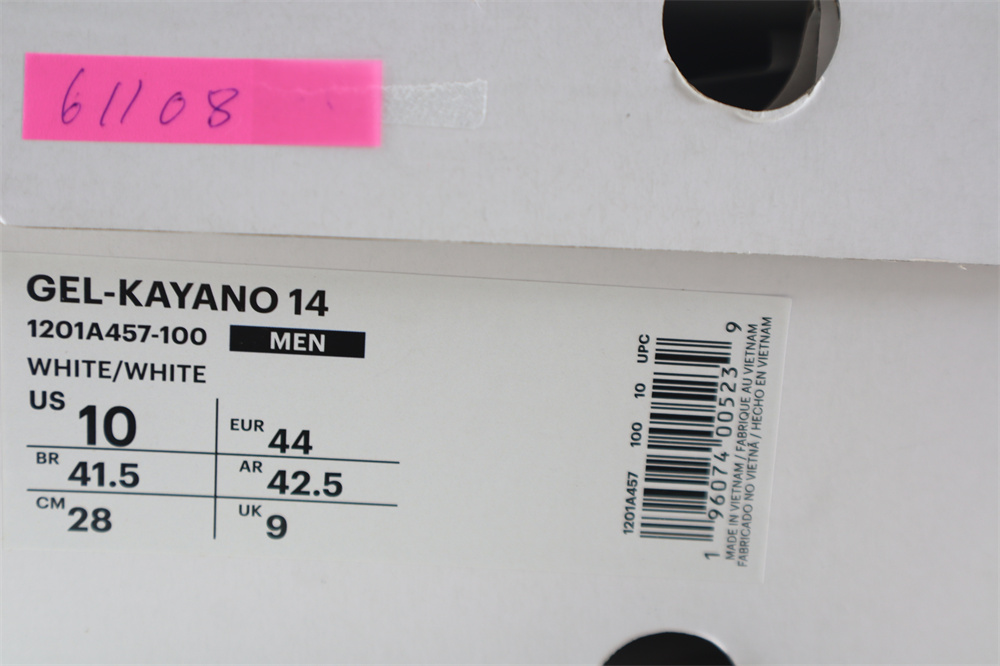 61108
GEL-KAYANO 14
1201A457-100 MEN
WHITE/WHITE
US 10 EUR 44
BR 41.5 AR 42.5
CM 28 UK 9
1201A457 100 10 UPC
1 96074 00523 9
MADE IN VIETNAM / FABRIQUE AU VIETNAM
FABRICADO NO VIETNÃ / HECHO EN VIETNAM